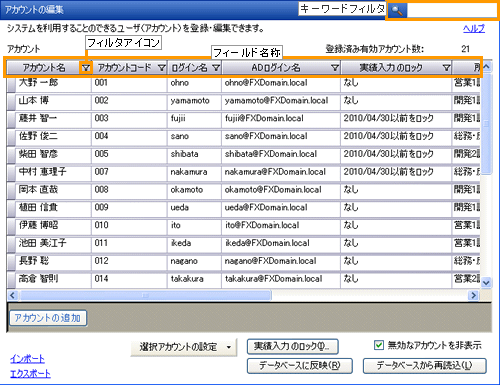 アカウントの編集
キーワードフィルタ
システムを利用することのできるユーザ(アカウント)を登録・編集できます。
ヘルプ
アカウント
フィルタアイコン
フィールド名称
登録済み有効アカウント数: 21
アカウント名 アカウントコード ログイン名 ADログイン名 実績入力のロック 所
大野 一郎 001 ohno ohno@FXDomain.local なし 営業1
山本 博 002 yamamoto yamamoto@FXDomain.local なし 開発1
藤井 智一 003 fujii fujii@FXDomain.local 2010/04/30以前をロック 開発1
佐野 俊二 004 sano sano@FXDomain.local 2010/04/30以前をロック 総務・
柴田 智彦 005 shibata shibata@FXDomain.local 2010/04/30以前をロック 開発2
中村 恵理子 007 nakamura nakamura@FXDomain.local 2010/04/30以前をロック 総務・
岡本 直哉 008 okamoto okamoto@FXDomain.local なし 開発1
植田 信貴 009 ueda ueda@FXDomain.local なし 開発1
伊藤 博昭 010 ito ito@FXDomain.local なし 営業1
池田 美江子 011 ikeda ikeda@FXDomain.local なし 営業2
長野 聡 012 nagano nagano@FXDomain.local なし 総務・
高倉 智則 014 takakura takakura@FXDomain.local なし 営業2
アカウントの追加
選択アカウントの設定
実績入力のロック(I)...
無効なアカウントを非表示
インポート
エクスポート
データベースに反映(R)
データベースから再読込(L)